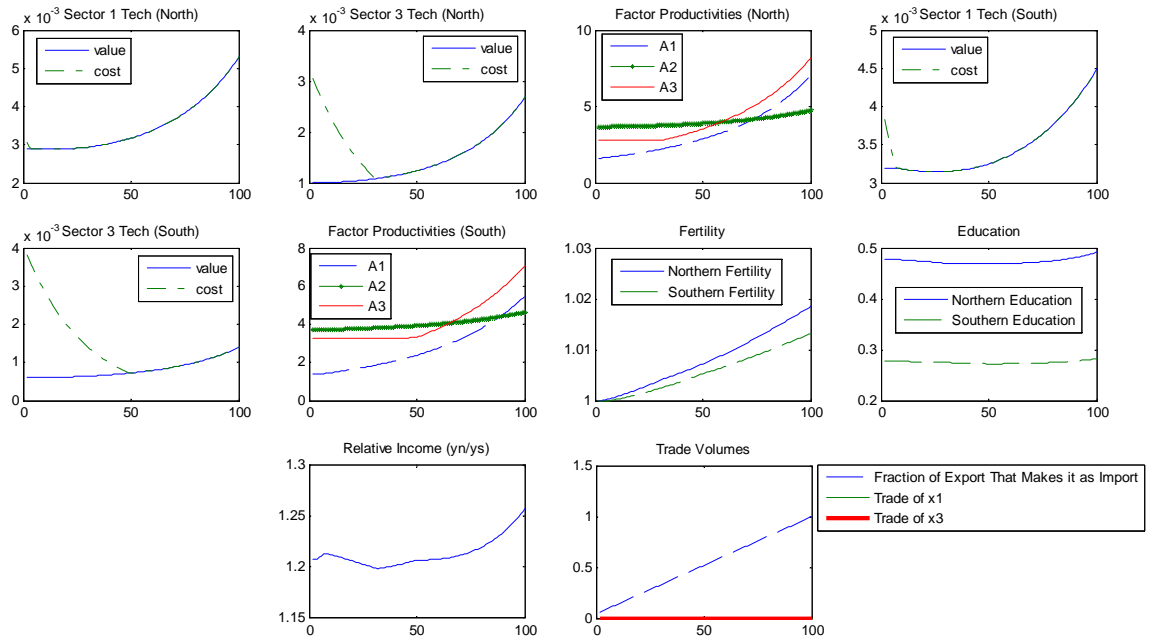 x 10^-3 Sector 1 Tech (North)
6
5
4
3
2
0
50
100
value
cost
x 10^-3 Sector 3 Tech (North)
4
3
2
1
0
50
100
value
cost
Factor Productivities (North)
10
5
0
0
50
100
A1
A2
A3
x 10^-3 Sector 1 Tech (South)
5
4.5
4
3.5
3
0
50
100
value
cost
x 10^-3 Sector 3 Tech (South)
4
3
2
1
0
0
50
100
value
cost
Factor Productivities (South)
8
6
4
2
0
0
50
100
A1
A2
A3
Fertility
1.03
1.02
1.01
1
0
50
100
Northern Fertility
Southern Fertility
Education
0.5
0.4
0.3
0.2
0
50
100
Northern Education
Southern Education
Relative Income (yn/ys)
1.3
1.25
1.2
1.15
0
50
100
Trade Volumes
1.5
1
0.5
0
0
50
100
Fraction of Export That Makes it as Import
Trade of x1
Trade of x3